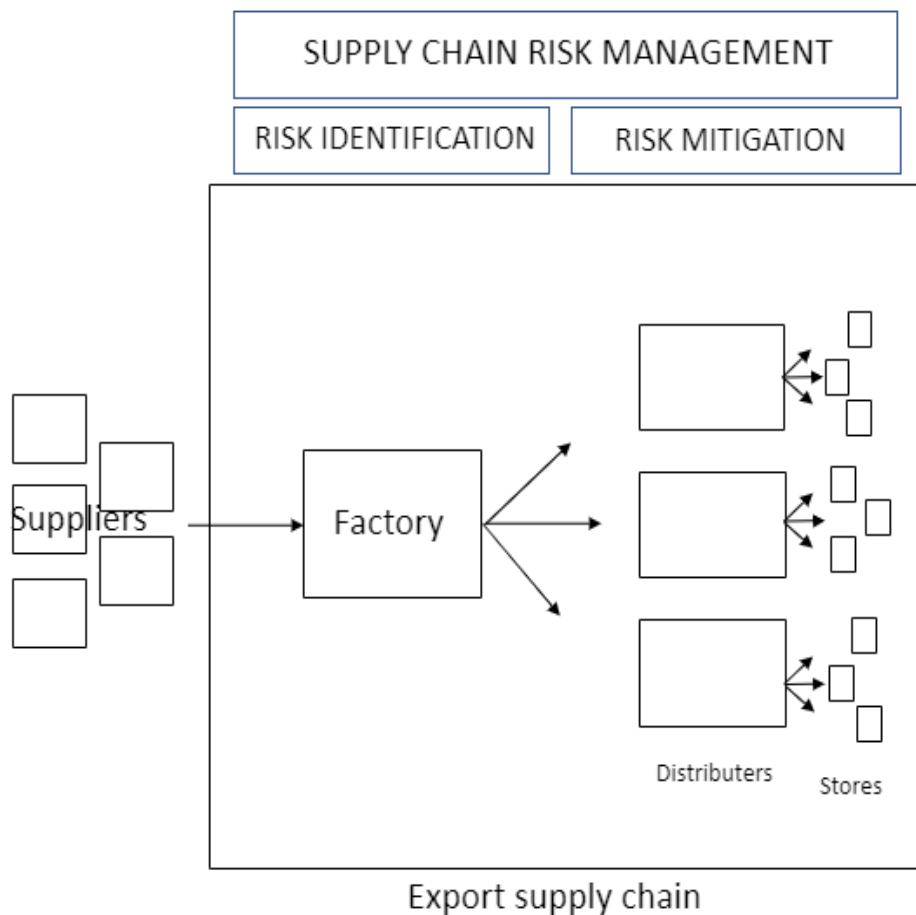 SUPPLY CHAIN RISK MANAGEMENT
RISK IDENTIFICATION
RISK MITIGATION
Suppliers
Factory
Distributers
Stores
Export supply chain